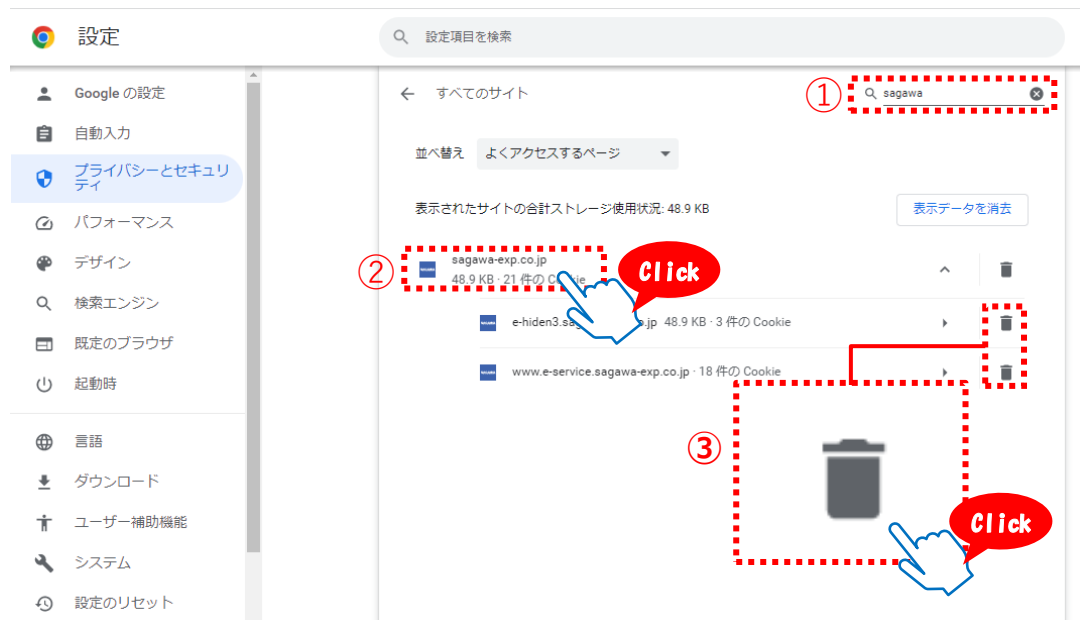 設定
設定項目を検索
Google の設定
自動入力
プライバシーとセキュリ
ティ
パフォーマンス
デザイン
検索エンジン
既定のブラウザ
起動時
言語
ダウンロード
ユーザー補助機能
システム
設定のリセット
すべてのサイト
① sagawa
並べ替え よくアクセスするページ
表示されたサイトの合計ストレージ使用状況: 48.9 KB 表示データを消去
② sagawa-exp.co.jp
48.9 KB · 21 件の
Click
e-hiden3. .jp 48.9 KB · 3 件の Cookie
www.e-service.sagawa-exp.co.jp · 18 件の Cookie
③
Click